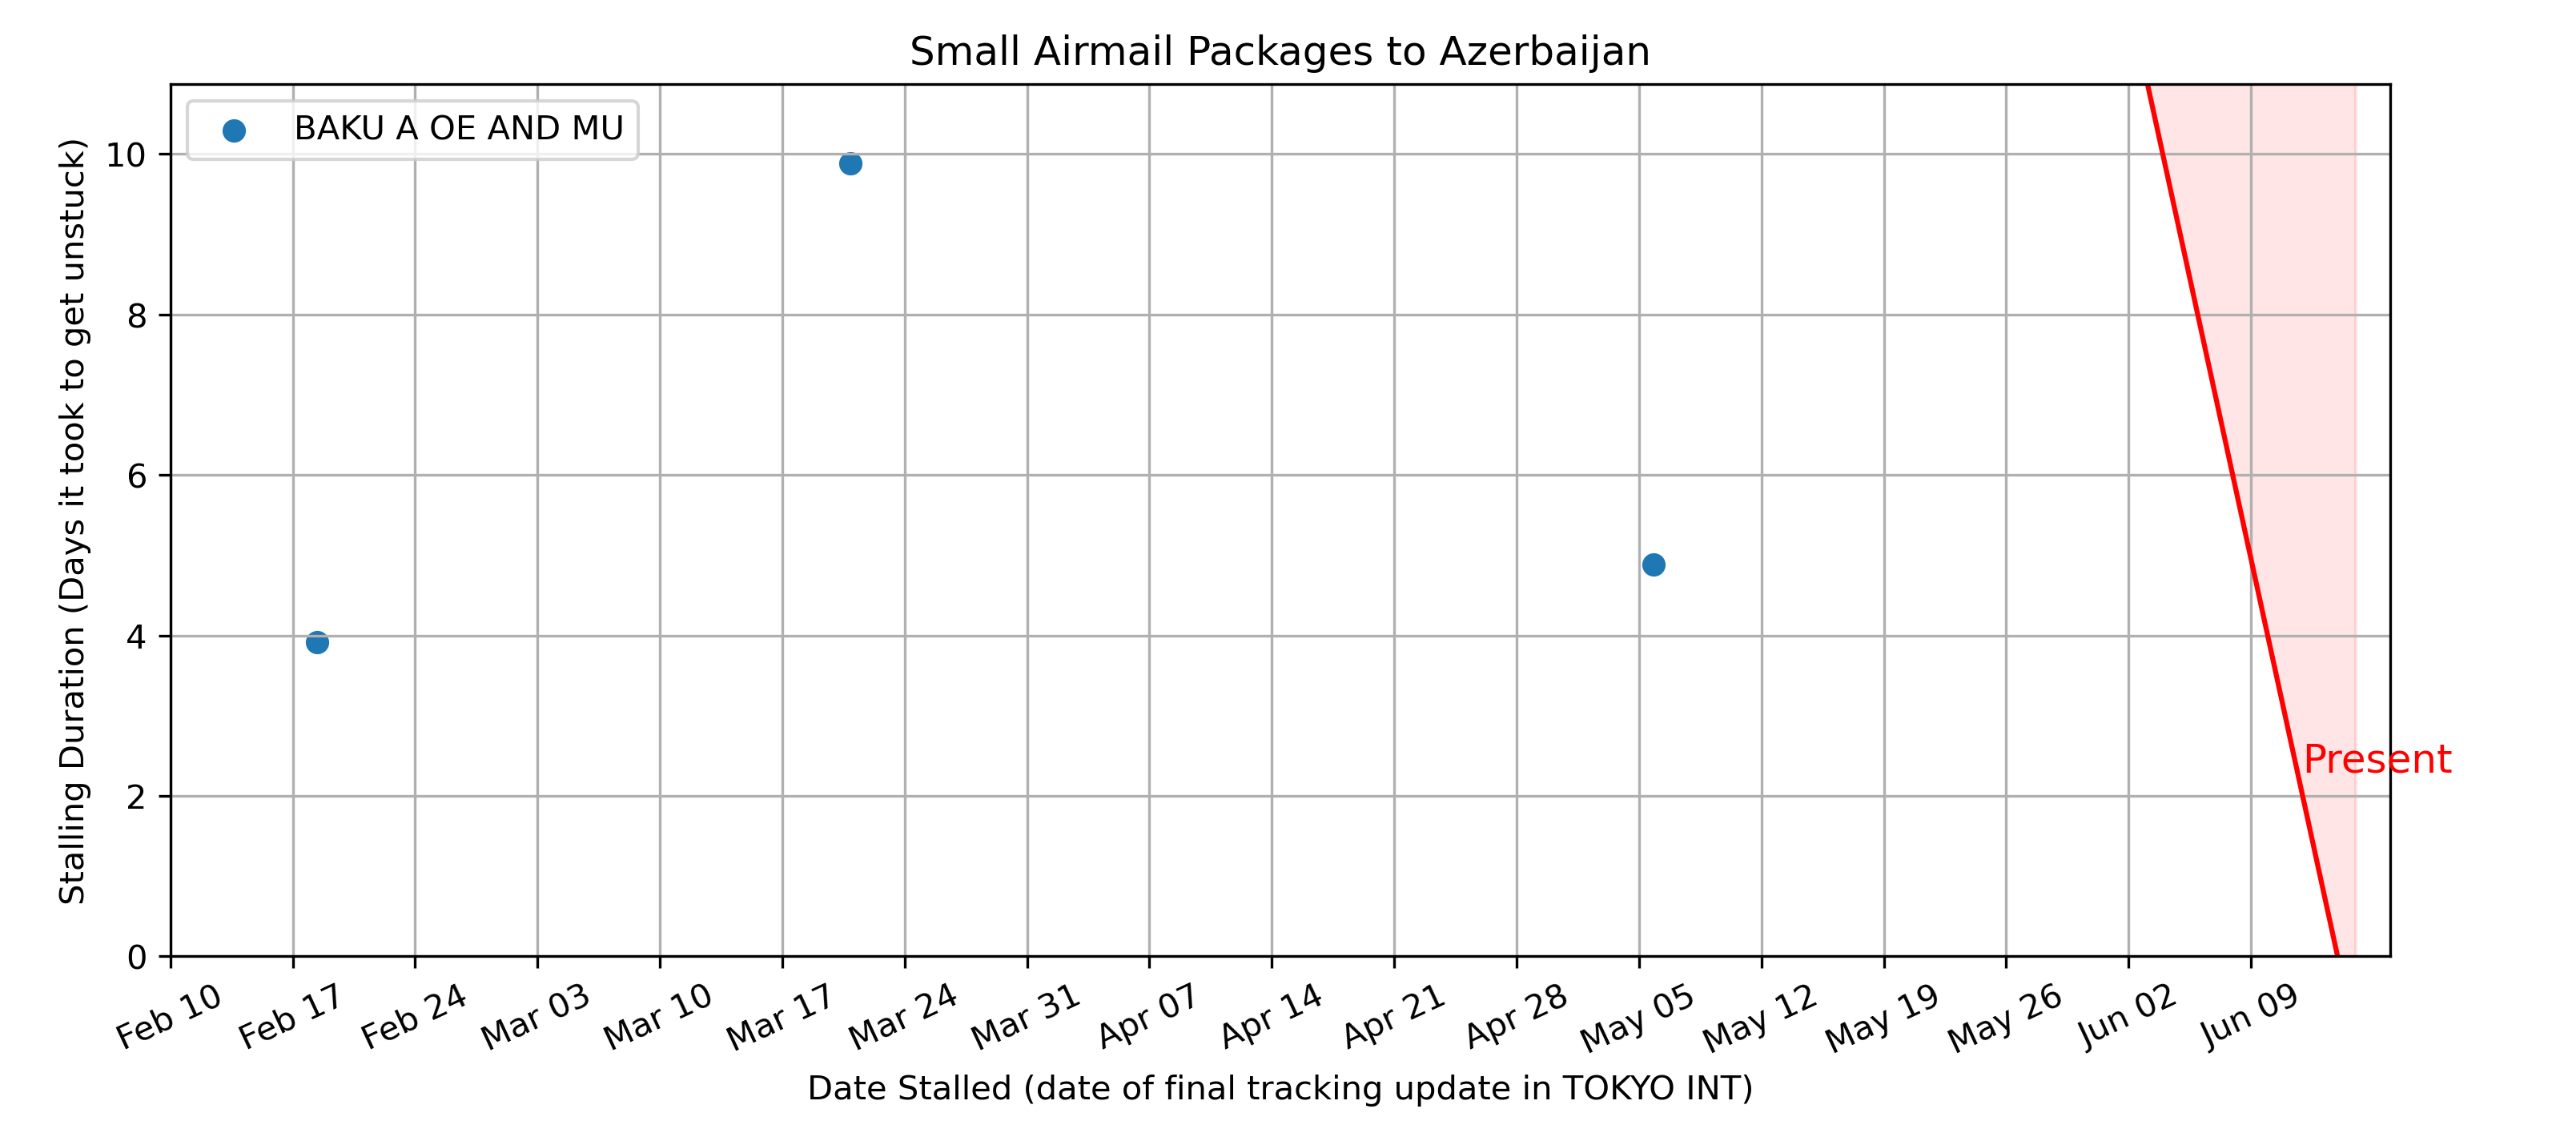 Small Airmail Packages to Azerbaijan
BAKU A OE AND MU
Stalling Duration (Days it took to get unstuck)
10
8
6
4
2
0
Present
Feb 10
Feb 17
Feb 24
Mar 03
Mar 10
Mar 17
Mar 24
Mar 31
Apr 07
Apr 14
Apr 21
Apr 28
May 05
May 12
May 19
May 26
Jun 02
Jun 09
Date Stalled (date of final tracking update in TOKYO INT)